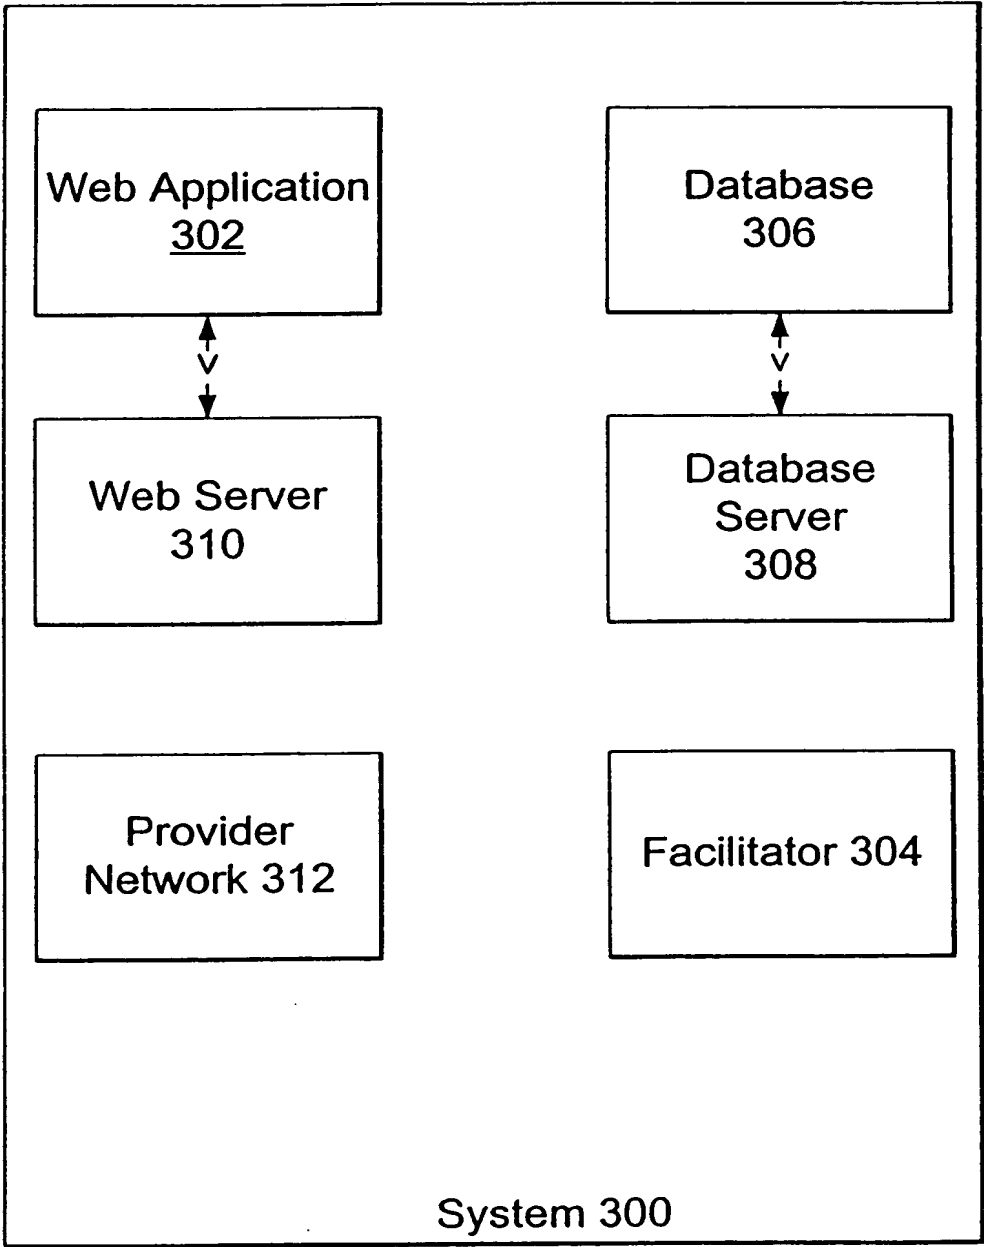 Web Application
302
Database
306
Web Server
310
Database
Server
308
Provider
Network 312
Facilitator 304
System 300